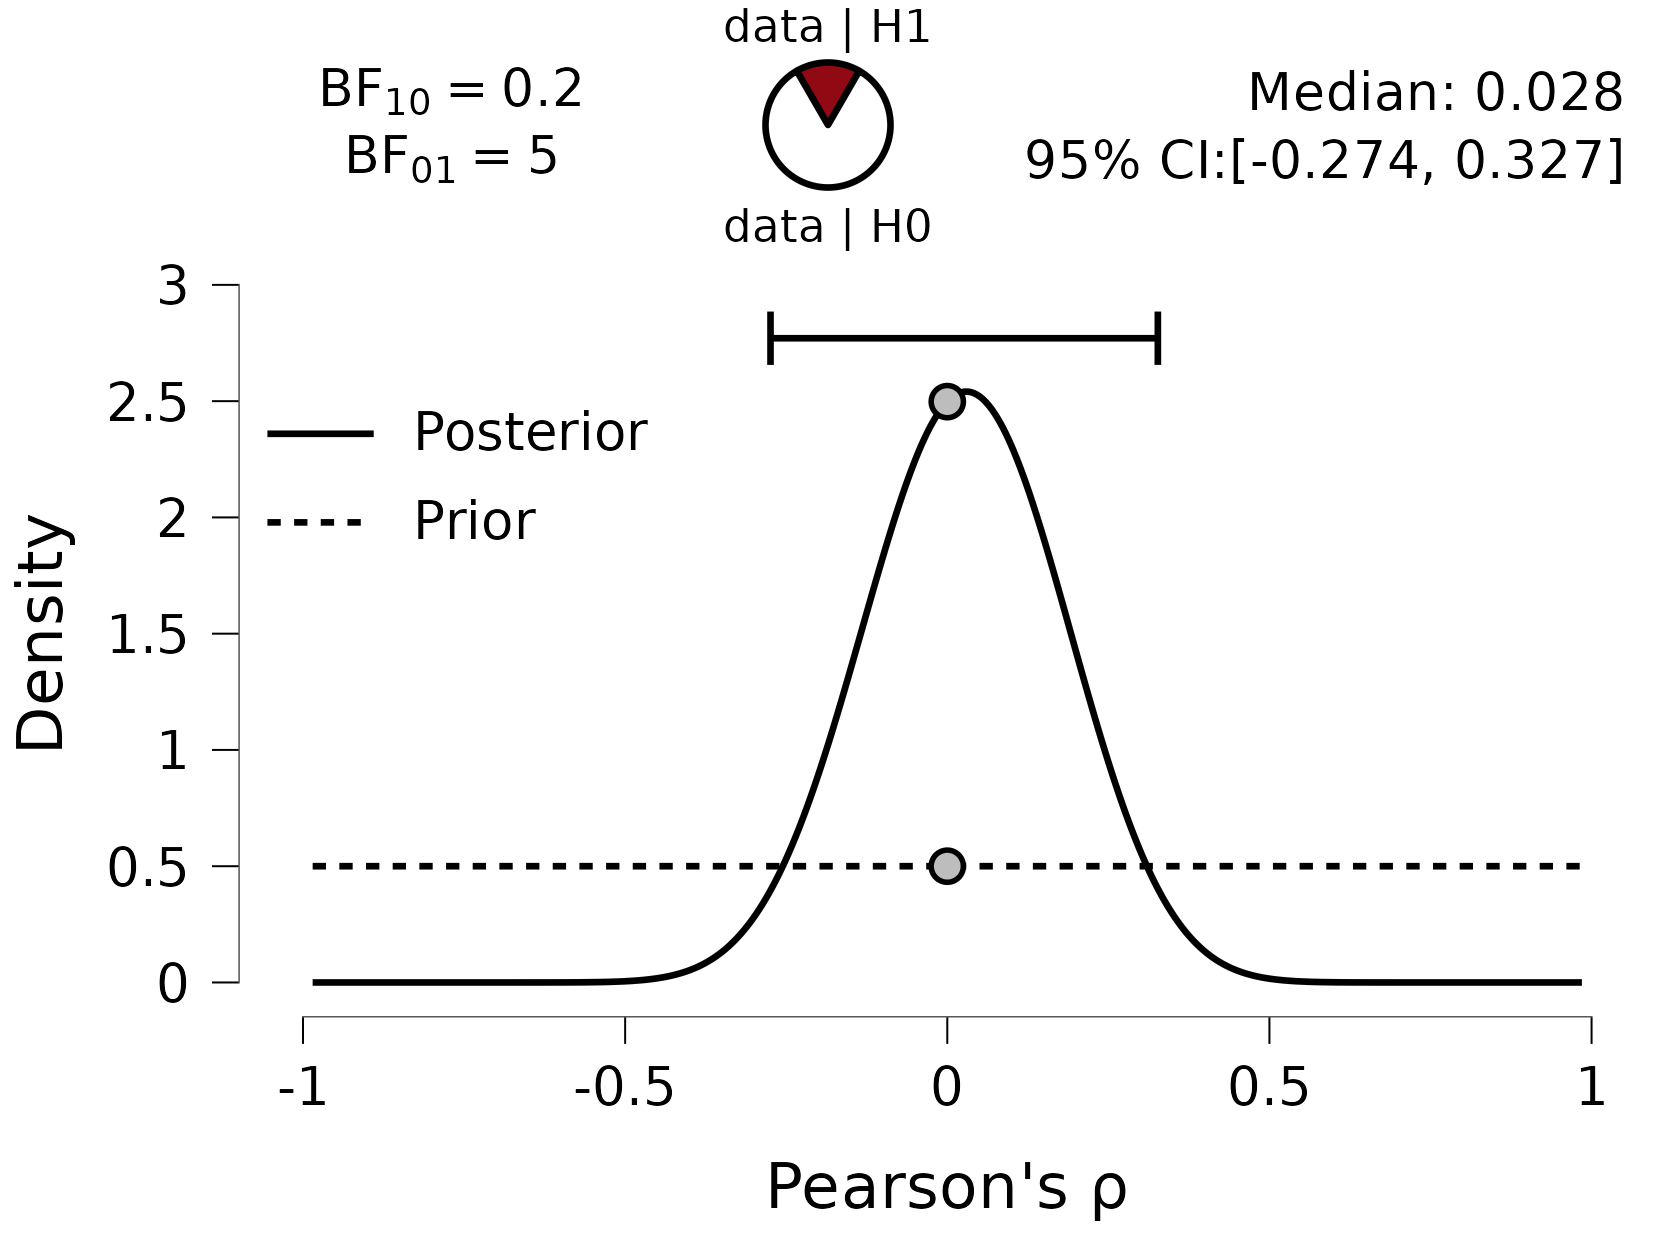 data | H1
BF₁₀ = 0.2
BF₀₁ = 5
Median: 0.028
95% CI:[-0.274, 0.327]
data | H0
3
2.5
2
1.5
1
0.5
0
Density
Posterior
Prior
-1
-0.5
0
0.5
1
Pearson's ρ